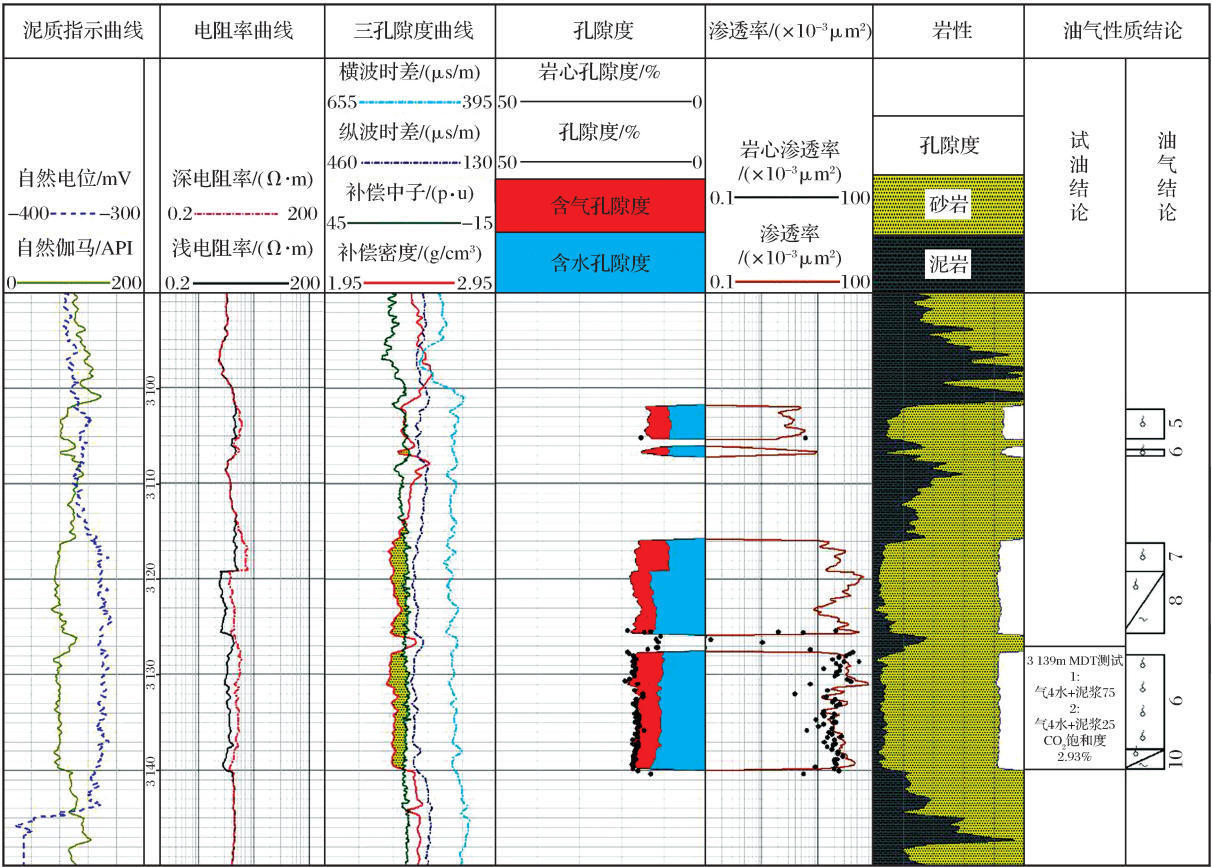 泥质指示曲线
电阻率曲线
三孔隙度曲线
孔隙度
渗透率/(×10⁻³μm²)
岩性
油气性质结论
自然电位/mV
−400 −300
自然伽马/API
0 200
深电阻率/(Ω·m)
0.2 200
浅电阻率/(Ω·m)
0.2 200
横波时差/(μs/m)
655 395
纵波时差/(μs/m)
460 130
补偿中子/(p·u)
45 −15
补偿密度/(g/cm³)
1.95 2.95
岩心孔隙度/%
50 0
孔隙度/%
50 0
含气孔隙度
含水孔隙度
岩心渗透率
/(×10⁻³μm²)
0.1 100
渗透率
/(×10⁻³μm²)
0.1 100
孔隙度
砂岩
泥岩
试油结论
油气结论
3 100
3 110
3 120
3 130
3 140
3 139m MDT测试
1:
气4水+泥浆75
2:
气4水+泥浆25
CO₂饱和度
2.93%
5
6
7
8
6
10